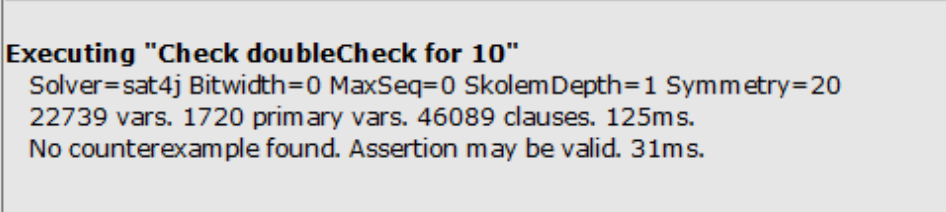 Executing "Check doubleCheck for 10"
Solver=sat4j Bitwidth=0 MaxSeq=0 SkolemDepth=1 Symmetry=20
22739 vars. 1720 primary vars. 46089 clauses. 125ms.
No counterexample found. Assertion may be valid. 31ms.